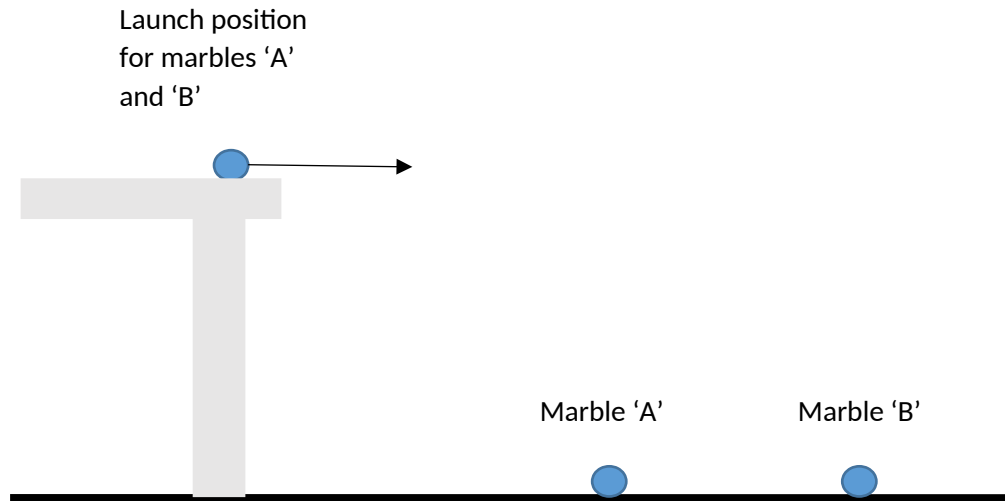 Launch position
for marbles ‘A’
and ‘B’
Marble ‘A’
Marble ‘B’